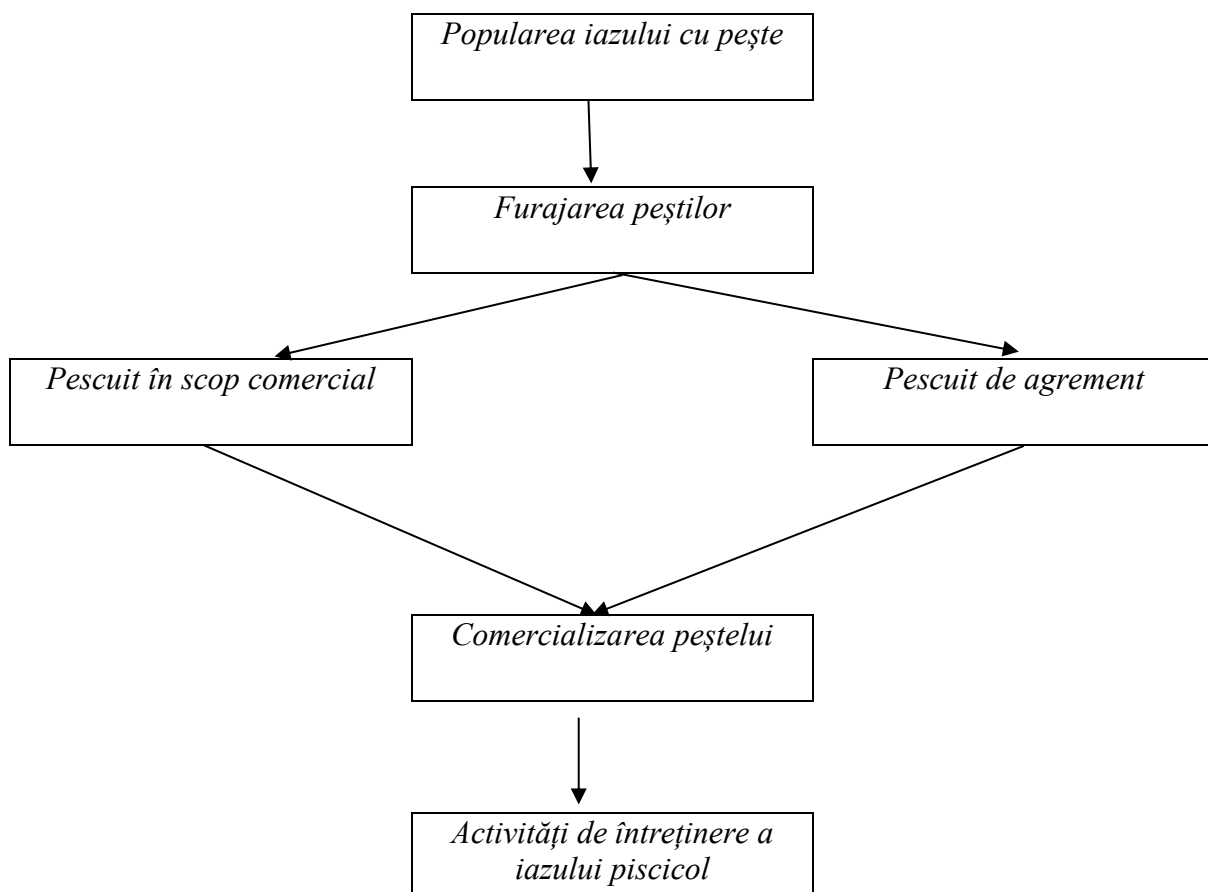 Popularea iazului cu pește
Furajarea peștilor
Pescuit în scop comercial
Pescuit de agrement
Comercializarea peștelui
Activități de întreținere a
iazului piscicol